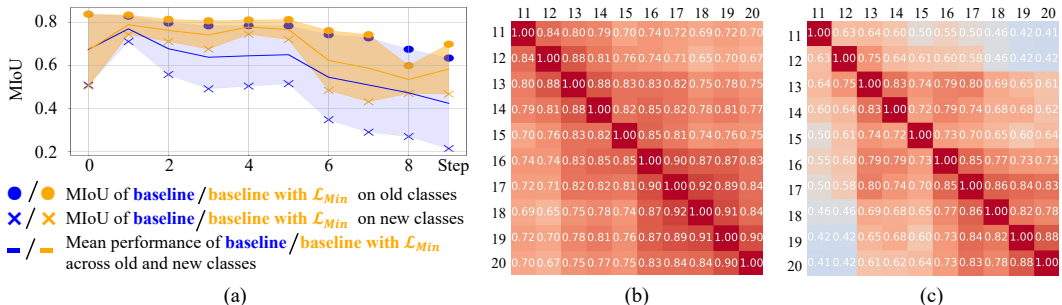 0.8
0.6
0.4
0.2
MIoU
0 2 4 6 8 Step
/ MIoU of baseline/baseline with ℒ_Min on old classes
/ MIoU of baseline/baseline with ℒ_Min on new classes
/ Mean performance of baseline/baseline with ℒ_Min
across old and new classes
(a)
11 12 13 14 15 16 17 18 19 20
11 1.00 0.84 0.80 0.79 0.70 0.74 0.72 0.69 0.72 0.70
12 0.84 1.00 0.88 0.81 0.76 0.73 0.71 0.65 0.70 0.67
13 0.80 0.88 1.00 0.88 0.83 0.83 0.82 0.75 0.78 0.75
14 0.79 0.81 0.88 1.00 0.82 0.85 0.88 0.78 0.81 0.77
15 0.70 0.76 0.83 0.82 1.00 0.85 0.81 0.74 0.76 0.75
16 0.74 0.73 0.83 0.85 0.85 1.00 0.90 0.87 0.87 0.83
17 0.72 0.71 0.82 0.88 0.81 0.90 1.00 0.92 0.89 0.84
18 0.69 0.65 0.75 0.78 0.74 0.87 0.92 1.00 0.91 0.84
19 0.72 0.70 0.78 0.81 0.76 0.87 0.89 0.91 1.00 0.90
20 0.70 0.67 0.75 0.77 0.75 0.83 0.84 0.84 0.90 1.00
(b)
11 12 13 14 15 16 17 18 19 20
11 1.00 0.63 0.64 0.60 0.50 0.55 0.50 0.46 0.42 0.41
12 0.63 1.00 0.75 0.64 0.61 0.60 0.58 0.46 0.42 0.42
13 0.64 0.75 1.00 0.83 0.74 0.79 0.80 0.69 0.65 0.61
14 0.60 0.64 0.83 1.00 0.72 0.79 0.74 0.68 0.68 0.62
15 0.50 0.61 0.74 0.72 1.00 0.73 0.70 0.65 0.60 0.64
16 0.55 0.60 0.79 0.79 0.73 1.00 0.85 0.77 0.73 0.73
17 0.50 0.58 0.80 0.74 0.70 0.85 1.00 0.86 0.84 0.83
18 0.46 0.46 0.69 0.68 0.65 0.77 0.86 1.00 0.82 0.78
19 0.42 0.42 0.65 0.68 0.60 0.73 0.84 0.82 1.00 0.88
20 0.41 0.42 0.61 0.62 0.64 0.73 0.83 0.78 0.88 1.00
(c)